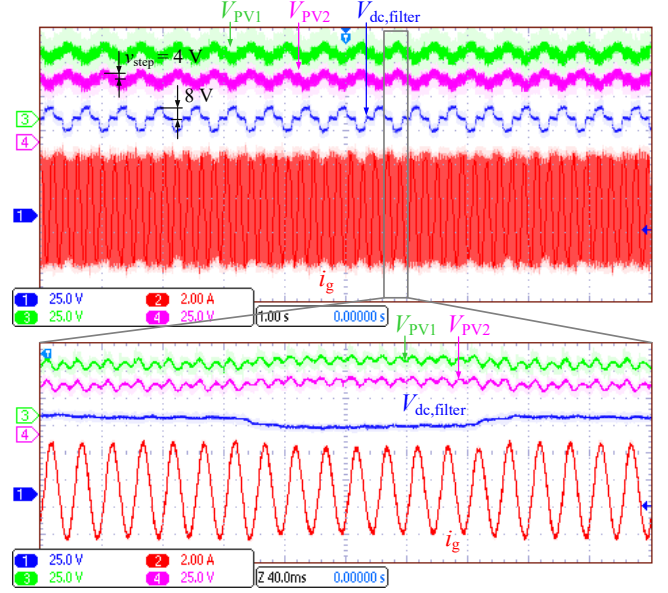 V_PV1 V_PV2 V_dc,filter
v_step = 4 V
8 V
3
4
1
i_g
1 25.0 V 2 2.00 A
3 25.0 V 4 25.0 V 1.00 s 0.00000 s
V_PV1 V_PV2
3
V_dc,filter
4
1
i_g
1 25.0 V 2 2.00 A
3 25.0 V 4 25.0 V Z 40.0ms 0.00000 s